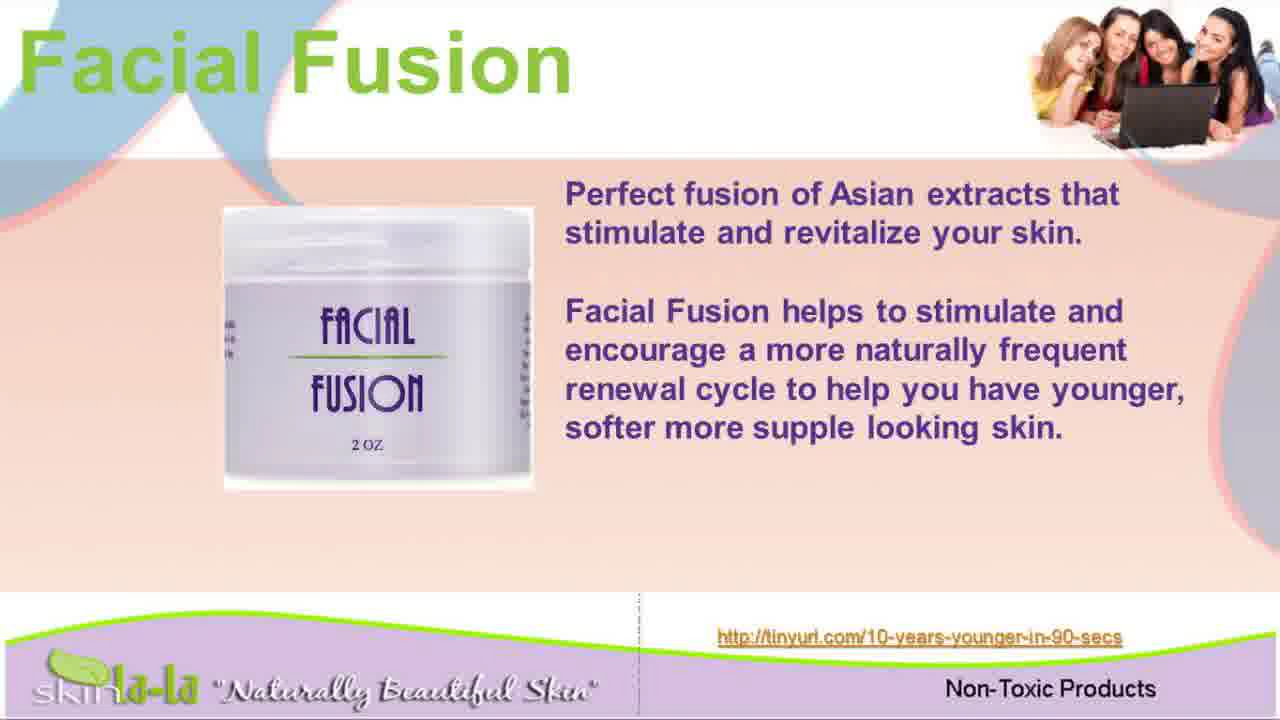 Facial Fusion
Perfect fusion of Asian extracts that
stimulate and revitalize your skin.
Facial Fusion helps to stimulate and
encourage a more naturally frequent
renewal cycle to help you have younger,
softer more supple looking skin.
FACIAL
FUSION
2 OZ
http://tinyurl.com/10-years-younger-in-90-secs
skin la-la "Naturally Beautiful Skin"
Non-Toxic Products